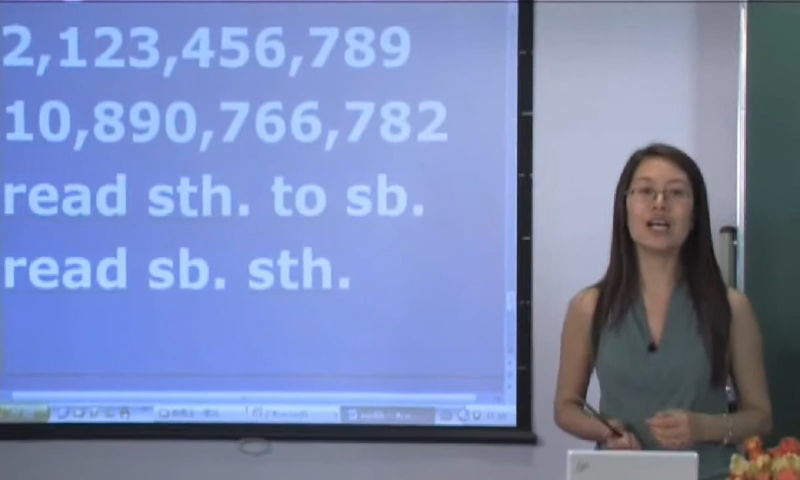 2,123,456,789
10,890,766,782
read sth. to sb.
read sb. sth.